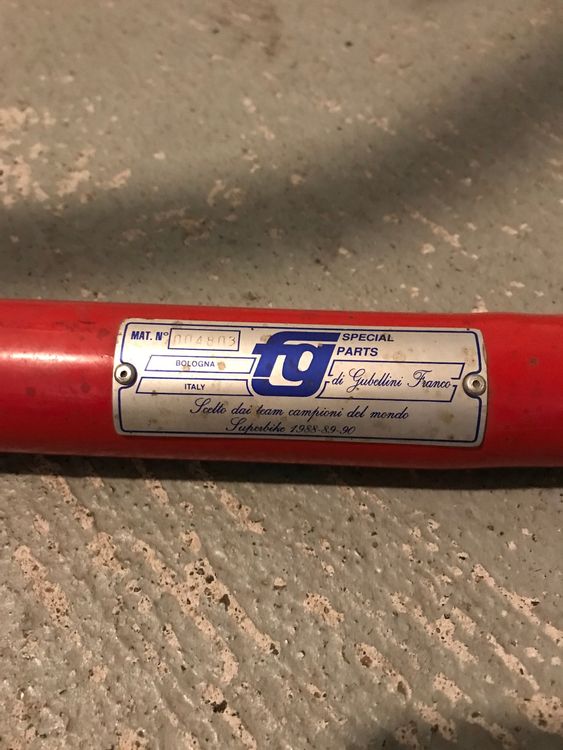 MAT. N° 004803
BOLOGNA
ITALY
fg
SPECIAL
PARTS
di Gubellini Franco
Scelto dai team campioni del mondo
Superbike 1988-89-90